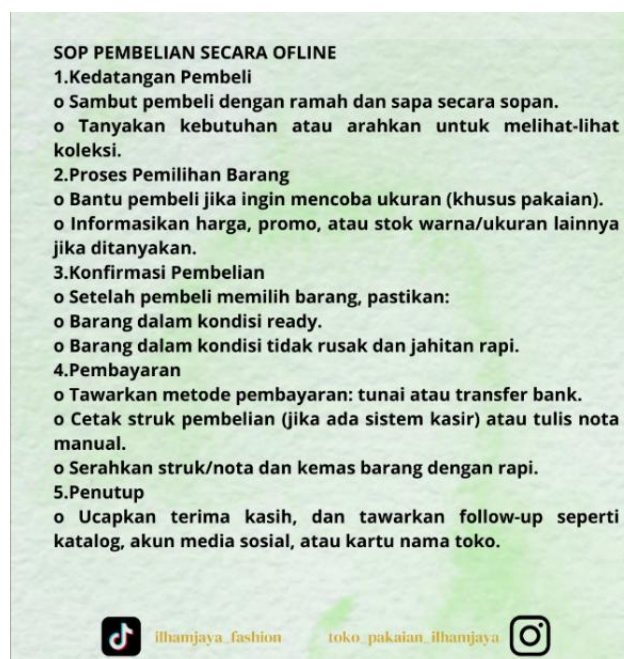 SOP PEMBELIAN SECARA OFLINE
1.Kedatangan Pembeli
o Sambut pembeli dengan ramah dan sapa secara sopan.
o Tanyakan kebutuhan atau arahkan untuk melihat-lihat
koleksi.
2.Proses Pemilihan Barang
o Bantu pembeli jika ingin mencoba ukuran (khusus pakaian).
o Informasikan harga, promo, atau stok warna/ukuran lainnya
jika ditanyakan.
3.Konfirmasi Pembelian
o Setelah pembeli memilih barang, pastikan:
o Barang dalam kondisi ready.
o Barang dalam kondisi tidak rusak dan jahitan rapi.
4.Pembayaran
o Tawarkan metode pembayaran: tunai atau transfer bank.
o Cetak struk pembelian (jika ada sistem kasir) atau tulis nota
manual.
o Serahkan struk/nota dan kemas barang dengan rapi.
5.Penutup
o Ucapkan terima kasih, dan tawarkan follow-up seperti
katalog, akun media sosial, atau kartu nama toko.
ilhamjaya_fashion toko_pakaian_ilhamjaya